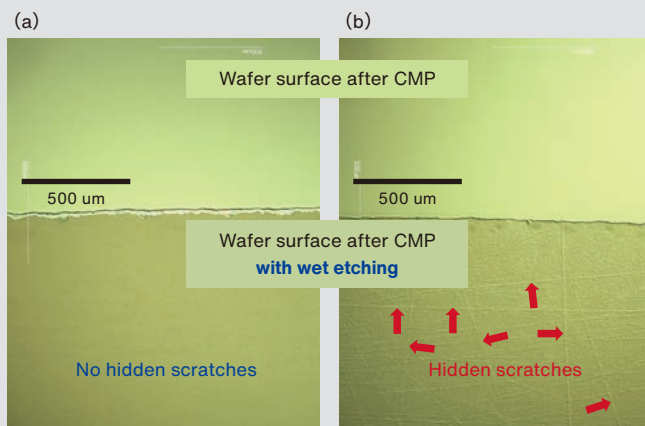 (a)
(b)
Wafer surface after CMP
500 um
500 um
Wafer surface after CMP
with wet etching
No hidden scratches
Hidden scratches